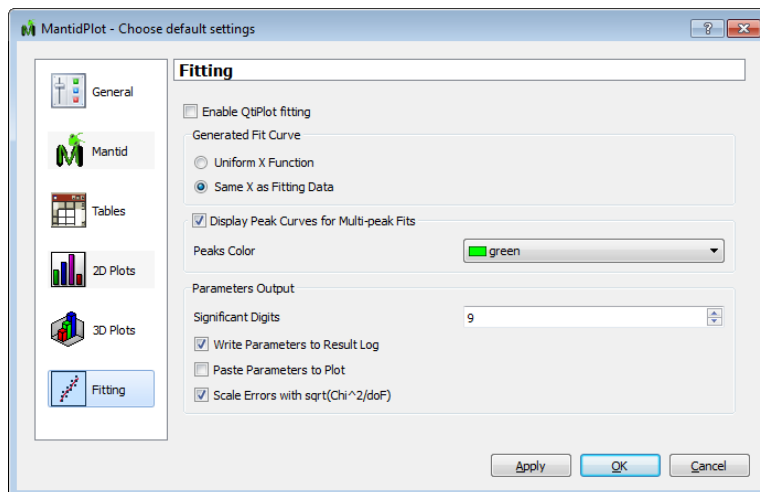 MantidPlot - Choose default settings
General
Mantid
Tables
2D Plots
3D Plots
Fitting
Fitting
Enable QtiPlot fitting
Generated Fit Curve
Uniform X Function
Same X as Fitting Data
Display Peak Curves for Multi-peak Fits
Peaks Color green
Parameters Output
Significant Digits 9
Write Parameters to Result Log
Paste Parameters to Plot
Scale Errors with sqrt(Chi^2/doF)
Apply OK Cancel